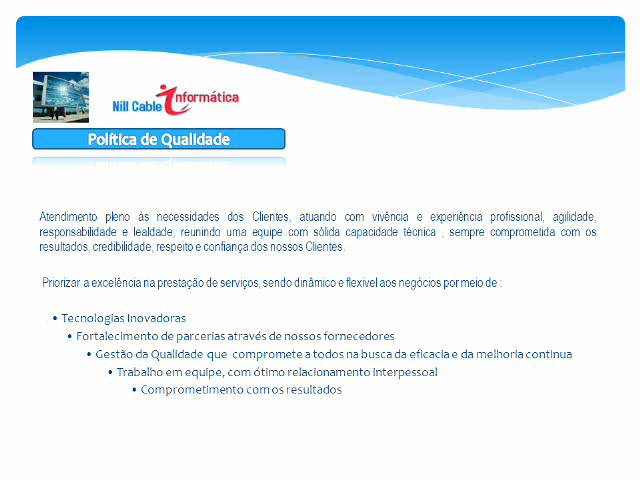 Nill Cable informática
Política de Qualidade
Atendimento pleno às necessidades dos Clientes, atuando com vivência e experiência profissional, agilidade,
responsabilidade e lealdade, reunindo uma equipe com sólida capacidade técnica , sempre comprometida com os
resultados, credibilidade, respeito e confiança dos nossos Clientes.
Priorizar a excelência na prestação de serviços, sendo dinâmico e flexivel aos negócios por meio de :
• Tecnologias Inovadoras
• Fortalecimento de parcerias através de nossos fornecedores
• Gestão da Qualidade que compromete a todos na busca da eficacia e da melhoria continua
• Trabalho em equipe, com ótimo relacionamento interpessoal
• Comprometimento com os resultados